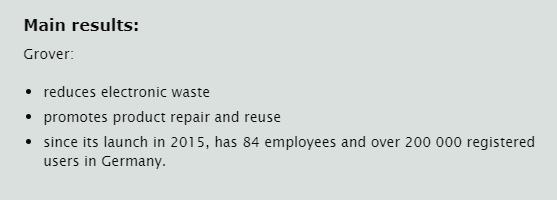 Main results:
Grover:
• reduces electronic waste
• promotes product repair and reuse
• since its launch in 2015, has 84 employees and over 200 000 registered
users in Germany.